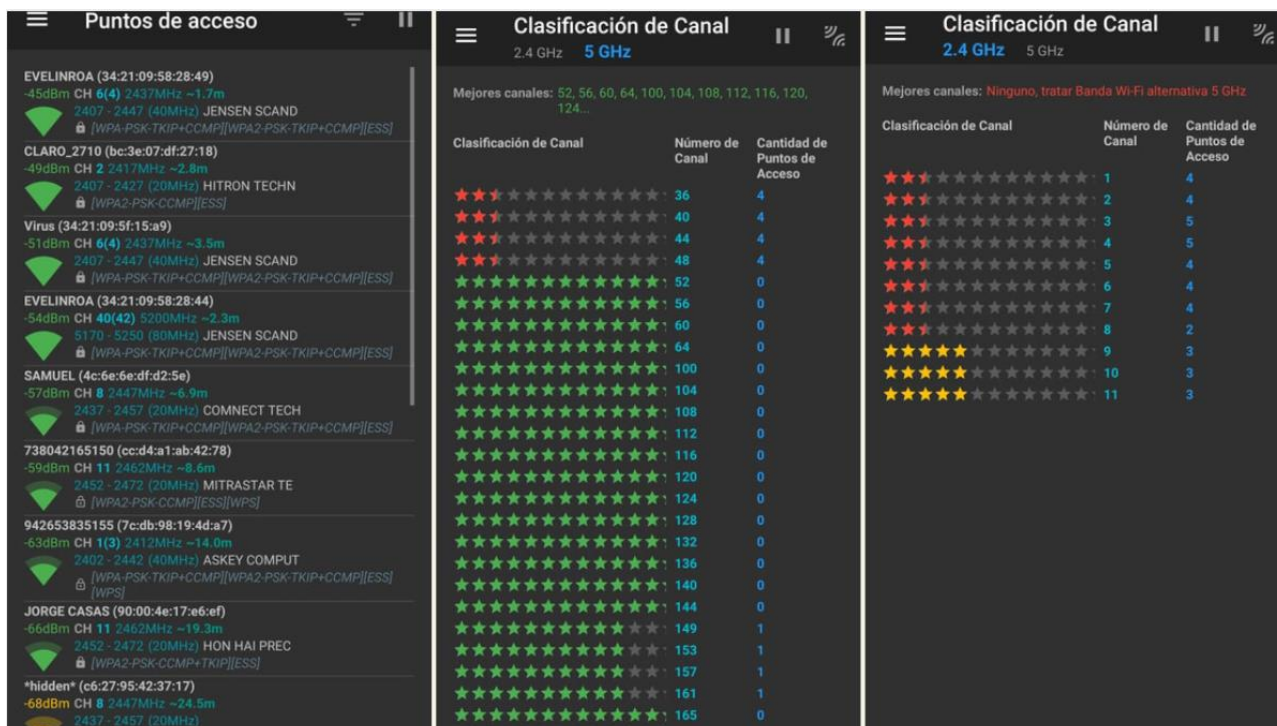 Puntos de acceso
EVELINROA (34:21:09:58:28:49)
-45dBm CH 6(4) 2437MHz ~1.7m
2407 - 2447 (40MHz) JENSEN SCAND
[WPA-PSK-TKIP+CCMP][WPA2-PSK-TKIP+CCMP][ESS]
CLARO_2710 (bc:3e:07:df:27:18)
-49dBm CH 2 2417MHz ~2.8m
2407 - 2427 (20MHz) HITRON TECHN
[WPA2-PSK-CCMP][ESS]
Virus (34:21:09:5f:15:a9)
-51dBm CH 6(4) 2437MHz ~3.5m
2407 - 2447 (40MHz) JENSEN SCAND
[WPA-PSK-TKIP+CCMP][WPA2-PSK-TKIP+CCMP][ESS]
EVELINROA (34:21:09:58:28:44)
-54dBm CH 40(42) 5200MHz ~2.3m
5170 - 5250 (80MHz) JENSEN SCAND
[WPA-PSK-TKIP+CCMP][WPA2-PSK-TKIP+CCMP][ESS]
SAMUEL (4c:6e:6e:df:d2:5e)
-57dBm CH 8 2447MHz ~6.9m
2437 - 2457 (20MHz) COMNECT TECH
[WPA-PSK-TKIP+CCMP][WPA2-PSK-TKIP+CCMP][ESS]
738042165150 (cc:d4:a1:ab:42:78)
-59dBm CH 11 2462MHz ~8.6m
2452 - 2472 (20MHz) MITRASTAR TE
[WPA2-PSK-CCMP][ESS][WPS]
942653835155 (7c:db:98:19:4d:a7)
-63dBm CH 1(3) 2412MHz ~14.0m
2402 - 2442 (40MHz) ASKEY COMPUT
[WPA-PSK-TKIP+CCMP][WPA2-PSK-TKIP+CCMP][ESS]
[WPS]
JORGE CASAS (90:00:4e:17:e6:ef)
-66dBm CH 11 2462MHz ~19.3m
2452 - 2472 (20MHz) HON HAI PREC
[WPA2-PSK-CCMP+TKIP][ESS]
*hidden* (c6:27:95:42:37:17)
-68dBm CH 8 2447MHz ~24.5m
2437 - 2457 (20MHz)
Clasificación de Canal
2.4 GHz 5 GHz
Mejores canales: 52, 56, 60, 64, 100, 104, 108, 112, 116, 120,
124...
Clasificación de Canal Número de Cantidad de
Canal Puntos de
Acceso
36 4
40 4
44 4
48 4
52 0
56 0
60 0
64 0
100 0
104 0
108 0
112 0
116 0
120 0
124 0
128 0
132 0
136 0
140 0
144 0
149 1
153 1
157 1
161 1
165 0
Clasificación de Canal
2.4 GHz 5 GHz
Mejores canales: Ninguno, tratar Banda Wi-Fi alternativa 5 GHz
Clasificación de Canal Número de Cantidad de
Canal Puntos de
Acceso
1 4
2 4
3 5
4 5
5 4
6 4
7 4
8 2
9 3
10 3
11 3